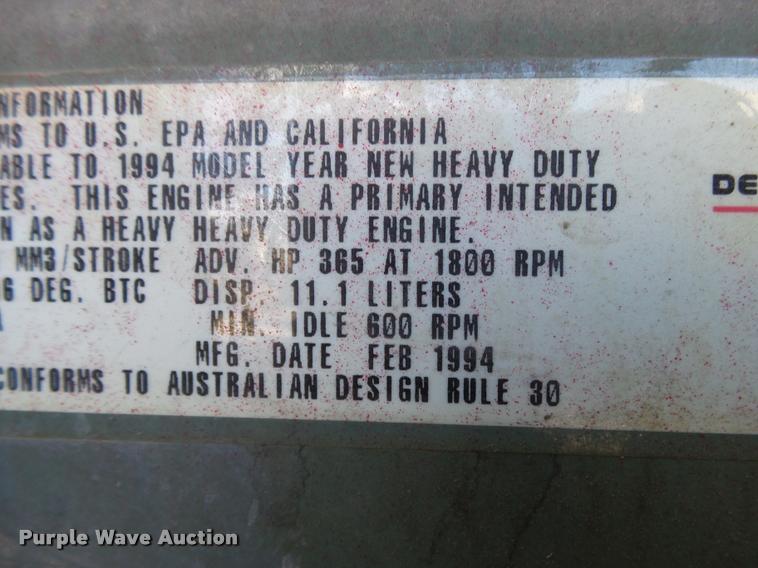 NFORMATION
MS TO U.S. EPA AND CALIFORNIA
ABLE TO 1994 MODEL YEAR NEW HEAVY DUTY
ES. THIS ENGINE HAS A PRIMARY INTENDED
N AS A HEAVY HEAVY DUTY ENGINE.
MM3/STROKE ADV. HP 365 AT 1800 RPM
6 DEG. BTC DISP. 11.1 LITERS
MIN. IDLE 600 RPM
MFG. DATE FEB 1994
CONFORMS TO AUSTRALIAN DESIGN RULE 30
DE
Purple Wave Auction